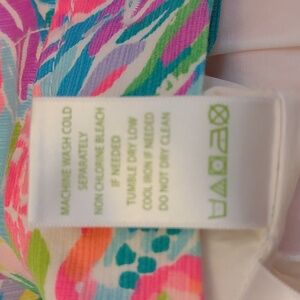 MACHINE WASH COLD
SEPARATELY
NON CHLORINE BLEACH
IF NEEDED
TUMBLE DRY LOW
COOL IRON IF NEEDED
DO NOT DRY CLEAN